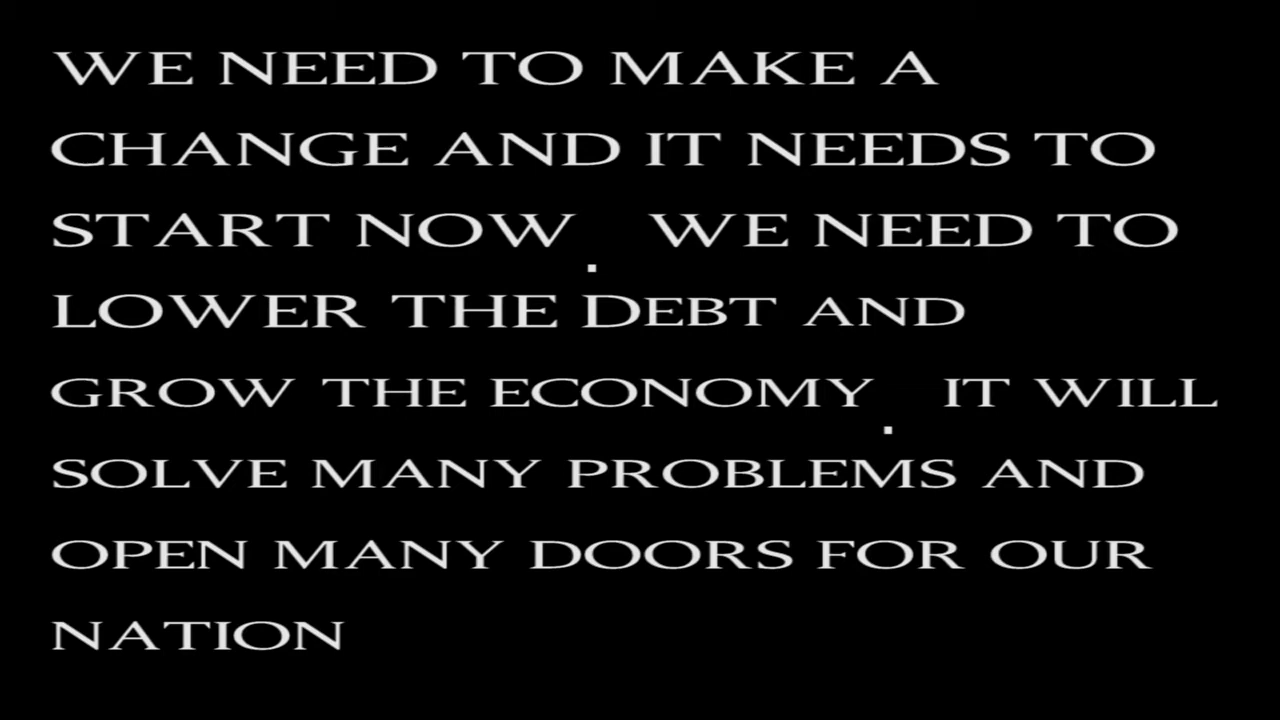 WE NEED TO MAKE A
CHANGE AND IT NEEDS TO
START NOW. WE NEED TO
LOWER THE DEBT AND
GROW THE ECONOMY. IT WILL
SOLVE MANY PROBLEMS AND
OPEN MANY DOORS FOR OUR
NATION